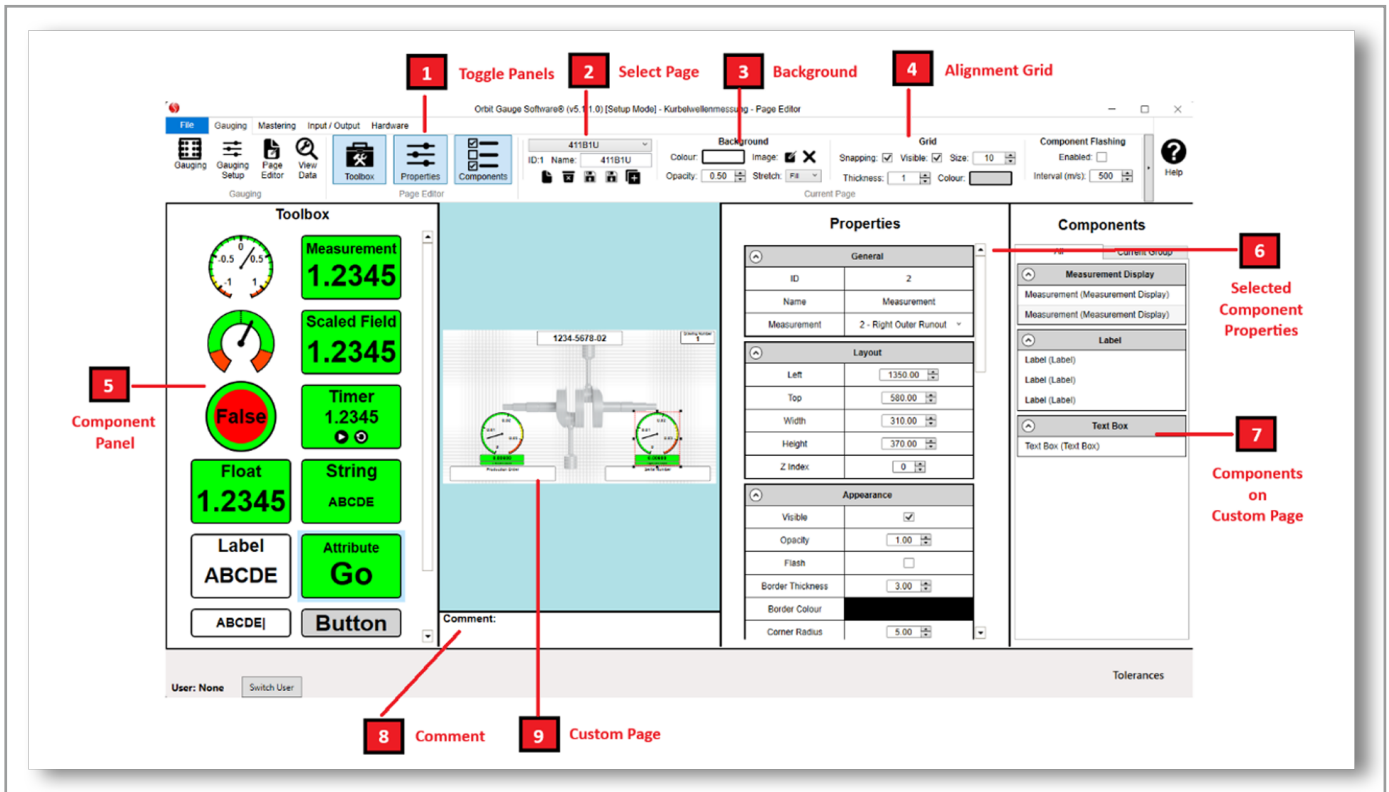 1 Toggle Panels
2 Select Page
3 Background
4 Alignment Grid
Orbit Gauge Software® (v5.1.1.0) [Setup Mode] - Kurbelwellenmessung - Page Editor
File Gauging Mastering Input / Output Hardware
Gauging
Gauging Setup
Page Editor
View Data
Gauging
Toolbox
Properties
Components
Page Editor
411B1U
ID:1 Name: 411B1U
Background
Colour: Image:
Opacity: 0.50 Stretch: Fill
Grid
Snapping: Visible: Size: 10
Thickness: 1 Colour:
Current Page
Component Flashing
Enabled:
Interval (m/s): 500
Help
Toolbox
0
-0.5 0.5
-1 1
Measurement
1.2345
Scaled Field
1.2345
False
Timer
1.2345
Float
1.2345
String
ABCDE
Label
ABCDE
Attribute
Go
ABCDE|
Button
5
Component
Panel
1234-5678-02
1
Production Order
Serial Number
Comment:
Properties
General
ID 2
Name Measurement
Measurement 2 - Right Outer Runout
Layout
Left 1350.00
Top 580.00
Width 310.00
Height 370.00
Z Index 0
Appearance
Visible
Opacity 1.00
Flash
Border Thickness 3.00
Border Colour
Corner Radius 5.00
Components
All Current Group
Measurement Display
Measurement (Measurement Display)
Measurement (Measurement Display)
Label
Label (Label)
Label (Label)
Label (Label)
Text Box
Text Box (Text Box)
6
Selected
Component
Properties
7
Components
on
Custom Page
User: None Switch User
Tolerances
8 Comment
9 Custom Page